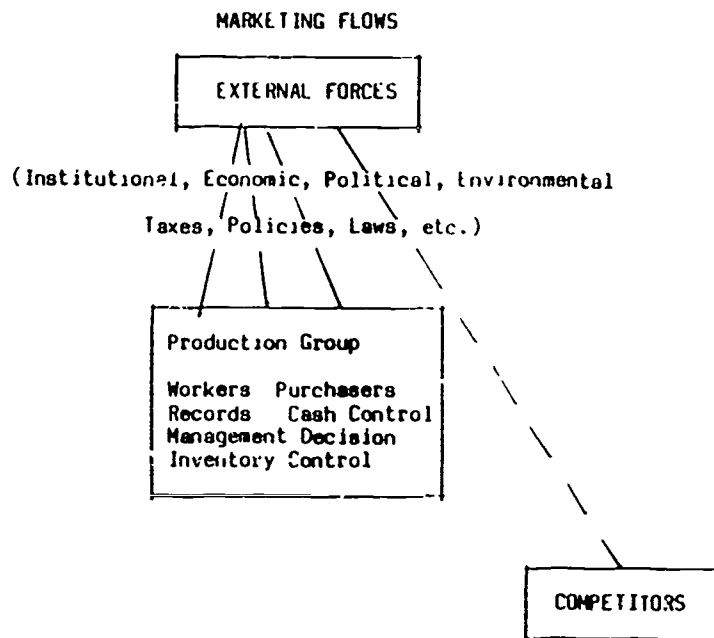 MARKETING FLOWS
EXTERNAL FORCES
(Institutional, Economic, Political, Environmental
Taxes, Policies, Laws, etc.)
Production Group
Workers Purchasers
Records Cash Control
Management Decision
Inventory Control
COMPETITORS